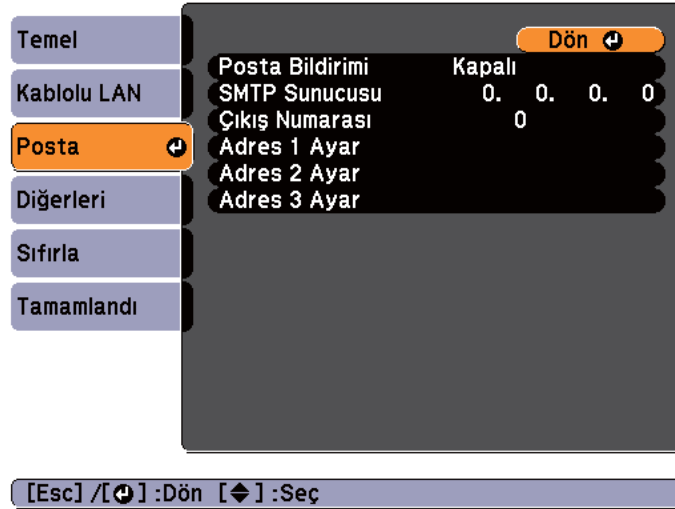 Temel
Kablolu LAN
Posta
Diğerleri
Sıfırla
Tamamlandı
Dön
Posta Bildirimi Kapalı
SMTP Sunucusu 0. 0. 0. 0
Çıkış Numarası 0
Adres 1 Ayar
Adres 2 Ayar
Adres 3 Ayar
[Esc] /[⏎] :Dön [◆] :Seç